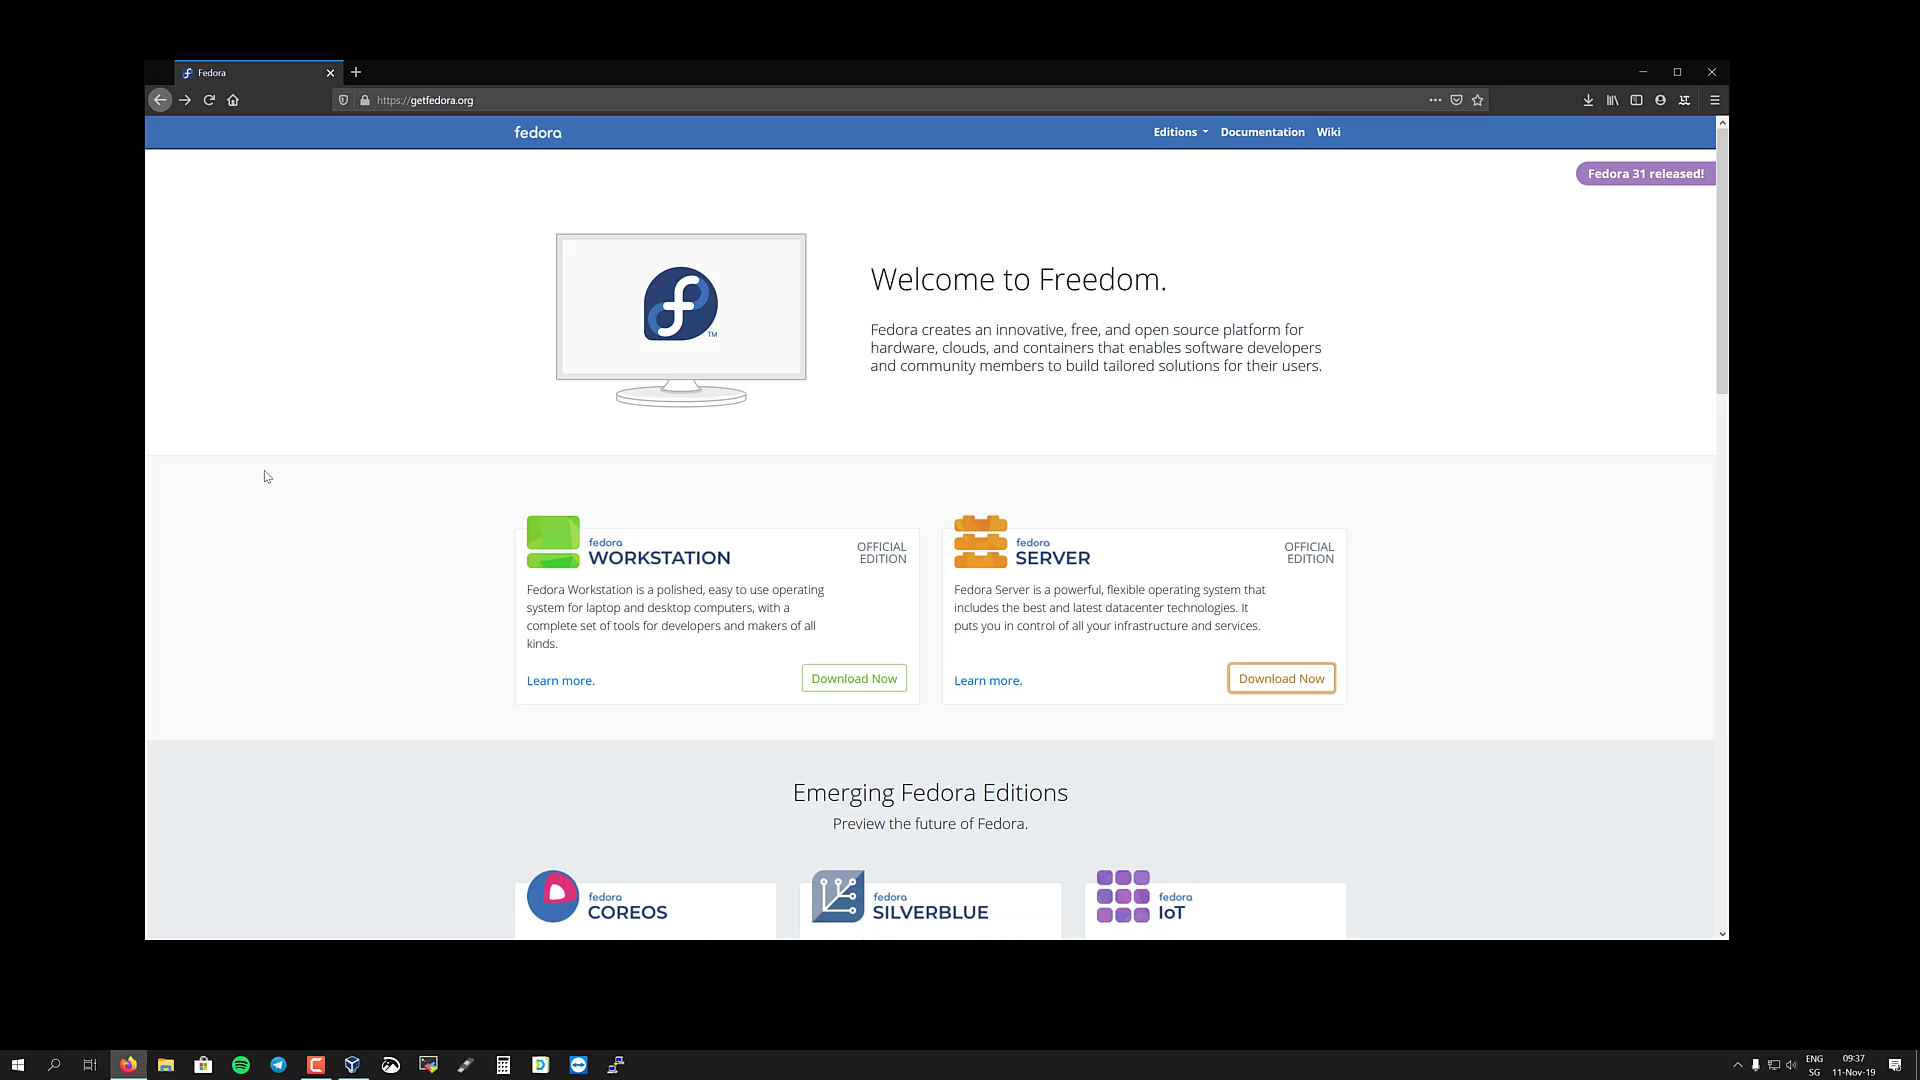 Fedora
https://getfedora.org
fedora
Editions
Documentation
Wiki
Fedora 31 released!
TM
Welcome to Freedom.
Fedora creates an innovative, free, and open source platform for
hardware, clouds, and containers that enables software developers
and community members to build tailored solutions for their users.
fedora
WORKSTATION
OFFICIAL
EDITION
Fedora Workstation is a polished, easy to use operating
system for laptop and desktop computers, with a
complete set of tools for developers and makers of all
kinds.
Learn more.
Download Now
fedora
SERVER
OFFICIAL
EDITION
Fedora Server is a powerful, flexible operating system that
includes the best and latest datacenter technologies. It
puts you in control of all your infrastructure and services.
Learn more.
Download Now
Emerging Fedora Editions
Preview the future of Fedora.
fedora
COREOS
fedora
SILVERBLUE
fedora
IoT
ENG
SG
09:37
11-Nov-19